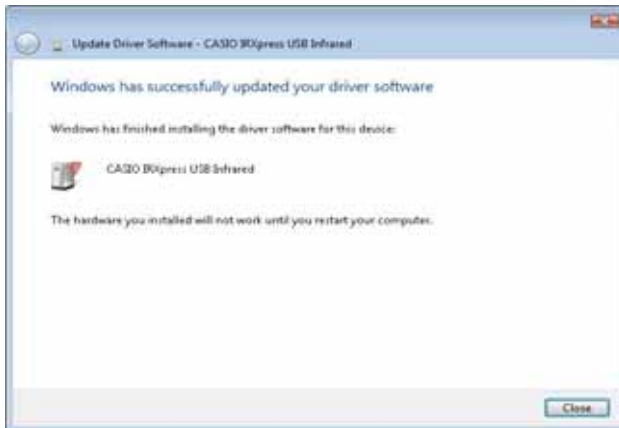 Update Driver Software - CASIO IRXpress USB Infrared
Windows has successfully updated your driver software
Windows has finished installing the driver software for this device:
CASIO IRXpress USB Infrared
The hardware you installed will not work until you restart your computer.
Close